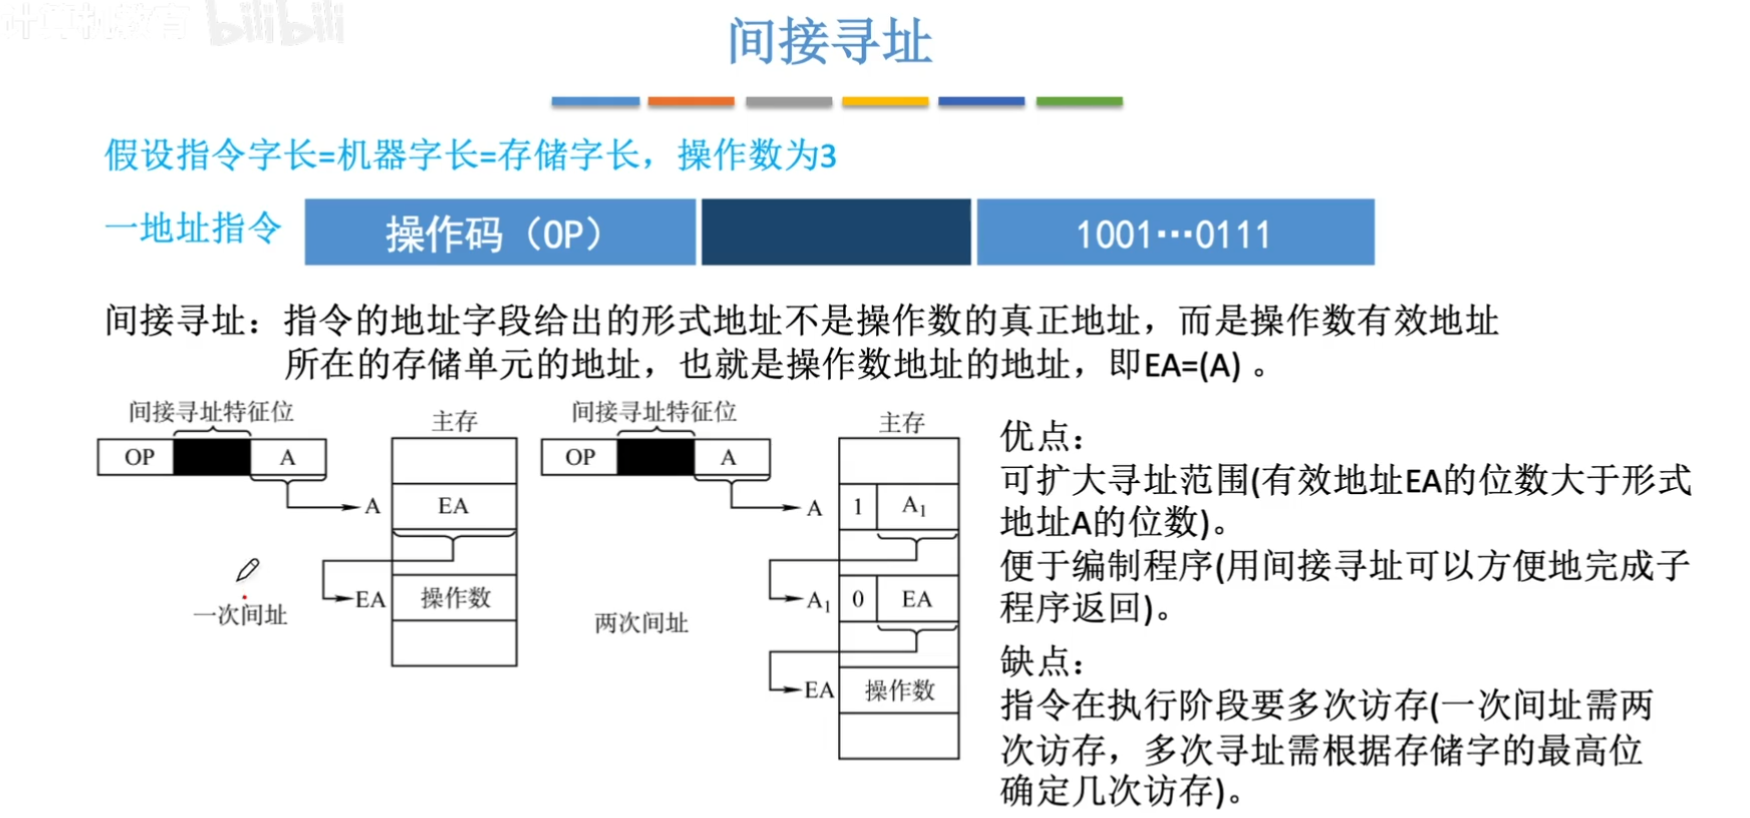 计算机教育 bilibili
间接寻址
假设指令字长=机器字长=存储字长，操作数为3
一地址指令 操作码（OP） 1001…0111
间接寻址：指令的地址字段给出的形式地址不是操作数的真正地址，而是操作数有效地址
所在的存储单元的地址，也就是操作数地址的地址，即EA=(A) 。
间接寻址特征位
主存
OP
A
A
EA
EA
操作数
一次间址
间接寻址特征位
主存
OP
A
A
1
A₁
A₁
0
EA
两次间址
EA
操作数
优点：
可扩大寻址范围(有效地址EA的位数大于形式
地址A的位数)。
便于编制程序(用间接寻址可以方便地完成子
程序返回)。
缺点：
指令在执行阶段要多次访存(一次间址需两
次访存，多次寻址需根据存储字的最高位
确定几次访存)。